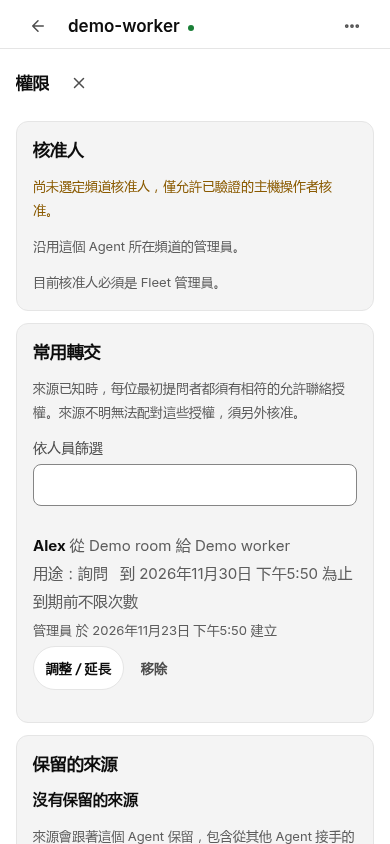 demo-worker
權限
核准人
尚未選定頻道核准人，僅允許已驗證的主機操作者核
准。
沿用這個 Agent 所在頻道的管理員。
目前核准人必須是 Fleet 管理員。
常用轉交
來源已知時，每位最初提問者都須有相符的允許聯絡授
權。來源不明無法配對這些授權，須另外核准。
依人員篩選
Alex 從 Demo room 給 Demo worker
用途：詢問 到 2026年11月30日 下午5:50 為止
到期前不限次數
管理員 於 2026年11月23日 下午5:50 建立
調整 / 延長 移除
保留的來源
沒有保留的來源
來源會跟著這個 Agent 保留，包含從其他 Agent 接手的